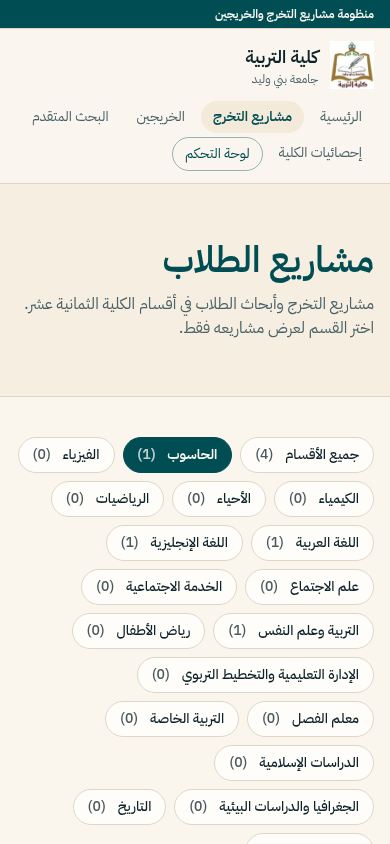 منظومة مشاريع التخرج والخريجين
كلية التربية
جامعة بني وليد
كلية التربية
الرئيسية مشاريع التخرج الخريجين البحث المتقدم
إحصائيات الكلية لوحة التحكم
مشاريع الطلاب
مشاريع التخرج وأبحاث الطلاب في أقسام الكلية الثمانية عشر.
اختر القسم لعرض مشاريعه فقط.
جميع الأقسام (4) الحاسوب (1) الفيزياء (0)
الكيمياء (0) الأحياء (0) الرياضيات (0)
اللغة العربية (1) اللغة الإنجليزية (1)
علم الاجتماع (0) الخدمة الاجتماعية (0)
التربية وعلم النفس (1) رياض الأطفال (0)
الإدارة التعليمية والتخطيط التربوي (0)
معلم الفصل (0) التربية الخاصة (0)
الدراسات الإسلامية (0)
الجغرافيا والدراسات البيئية (0) التاريخ (0)